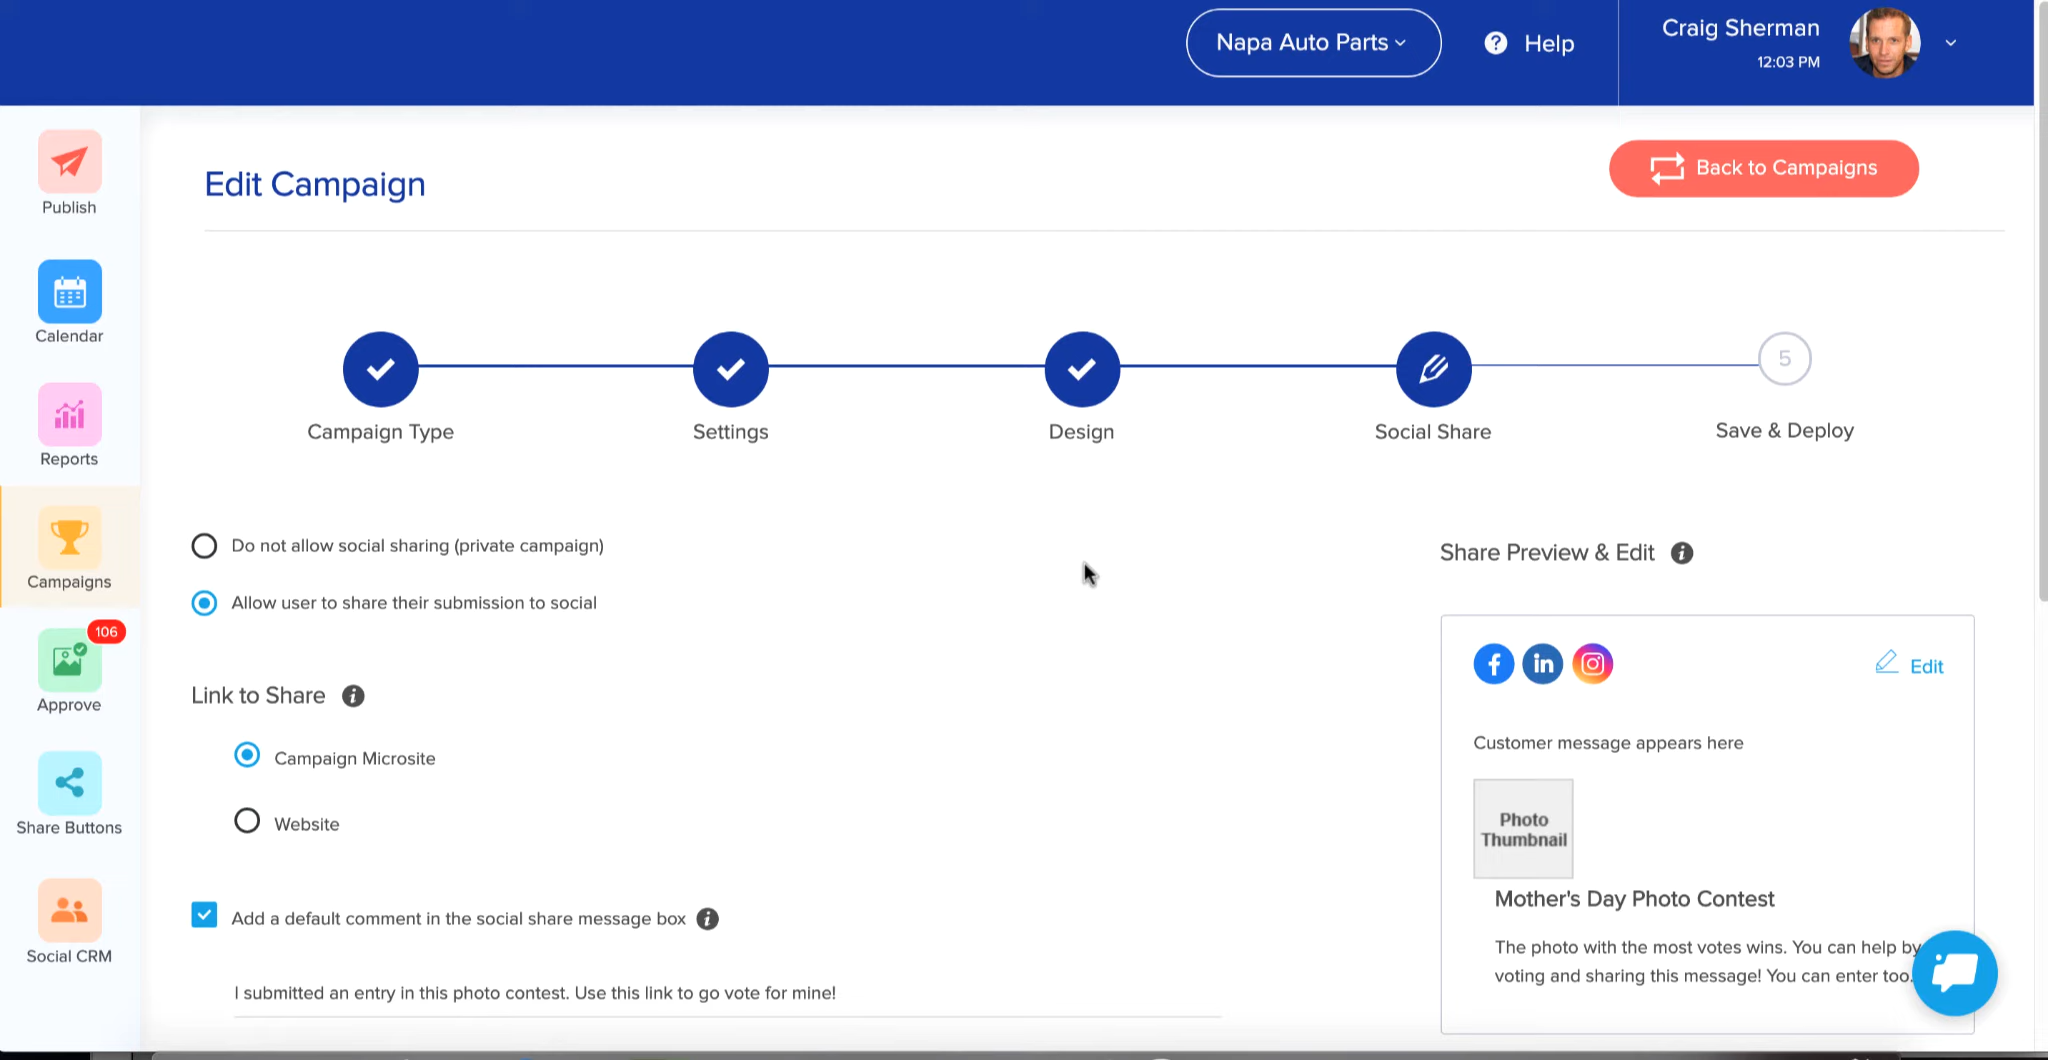 Napa Auto Parts
Help
Craig Sherman
12:03 PM
Publish
Calendar
Reports
Campaigns
106
Approve
Share Buttons
Social CRM
Edit Campaign
Back to Campaigns
Campaign Type
Settings
Design
Social Share
5
Save & Deploy
Do not allow social sharing (private campaign)
Allow user to share their submission to social
Link to Share
Campaign Microsite
Website
Add a default comment in the social share message box
I submitted an entry in this photo contest. Use this link to go vote for mine!
Share Preview & Edit
Edit
Customer message appears here
Photo
Thumbnail
Mother's Day Photo Contest
The photo with the most votes wins. You can help by
voting and sharing this message! You can enter too.